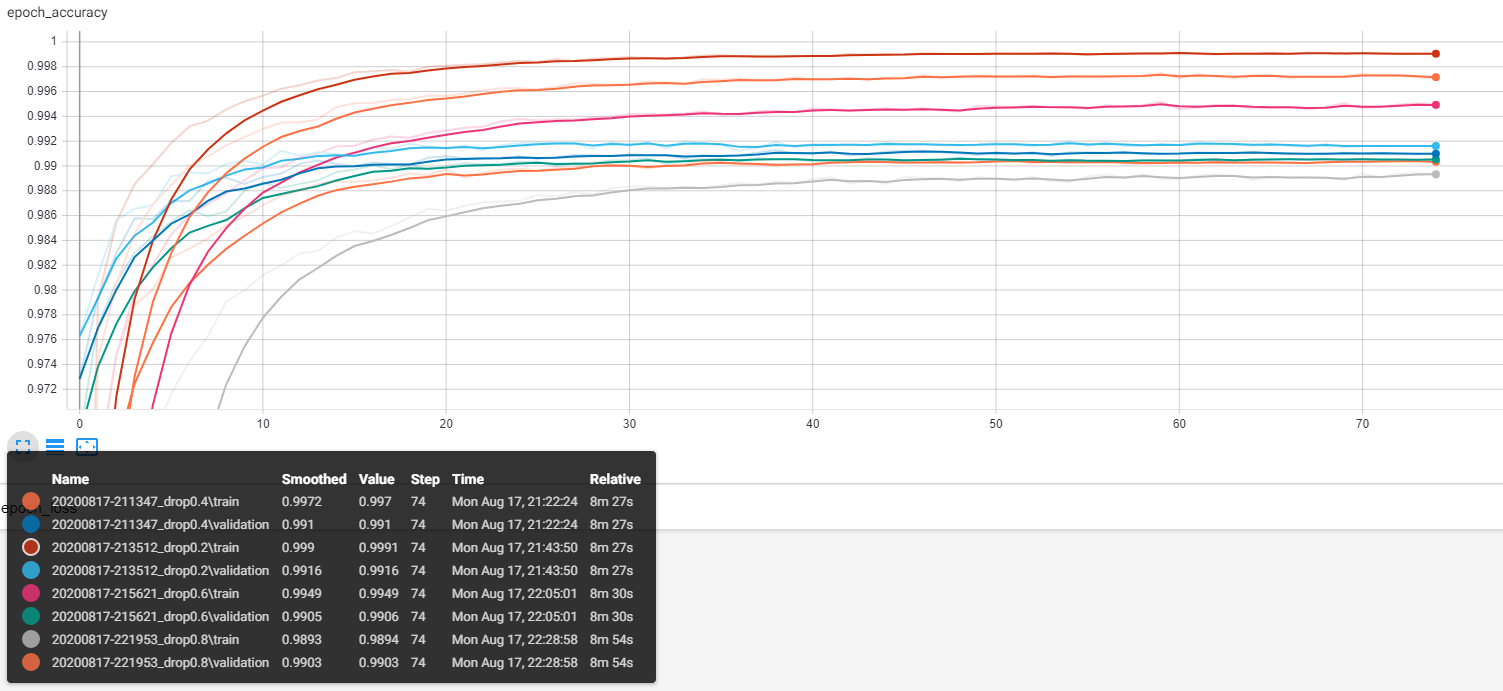 epoch_accuracy
1
0.998
0.996
0.994
0.992
0.99
0.988
0.986
0.984
0.982
0.98
0.978
0.976
0.974
0.972
0 10 20 30 40 50 60 70
Name Smoothed Value Step Time Relative
20200817-211347_drop0.4\train 0.9972 0.997 74 Mon Aug 17, 21:22:24 8m 27s
epoch_loss
20200817-211347_drop0.4\validation 0.991 0.991 74 Mon Aug 17, 21:22:24 8m 27s
20200817-213512_drop0.2\train 0.999 0.9991 74 Mon Aug 17, 21:43:50 8m 27s
20200817-213512_drop0.2\validation 0.9916 0.9916 74 Mon Aug 17, 21:43:50 8m 27s
20200817-215621_drop0.6\train 0.9949 0.9949 74 Mon Aug 17, 22:05:01 8m 30s
20200817-215621_drop0.6\validation 0.9905 0.9906 74 Mon Aug 17, 22:05:01 8m 30s
20200817-221953_drop0.8\train 0.9893 0.9894 74 Mon Aug 17, 22:28:58 8m 54s
20200817-221953_drop0.8\validation 0.9903 0.9903 74 Mon Aug 17, 22:28:58 8m 54s